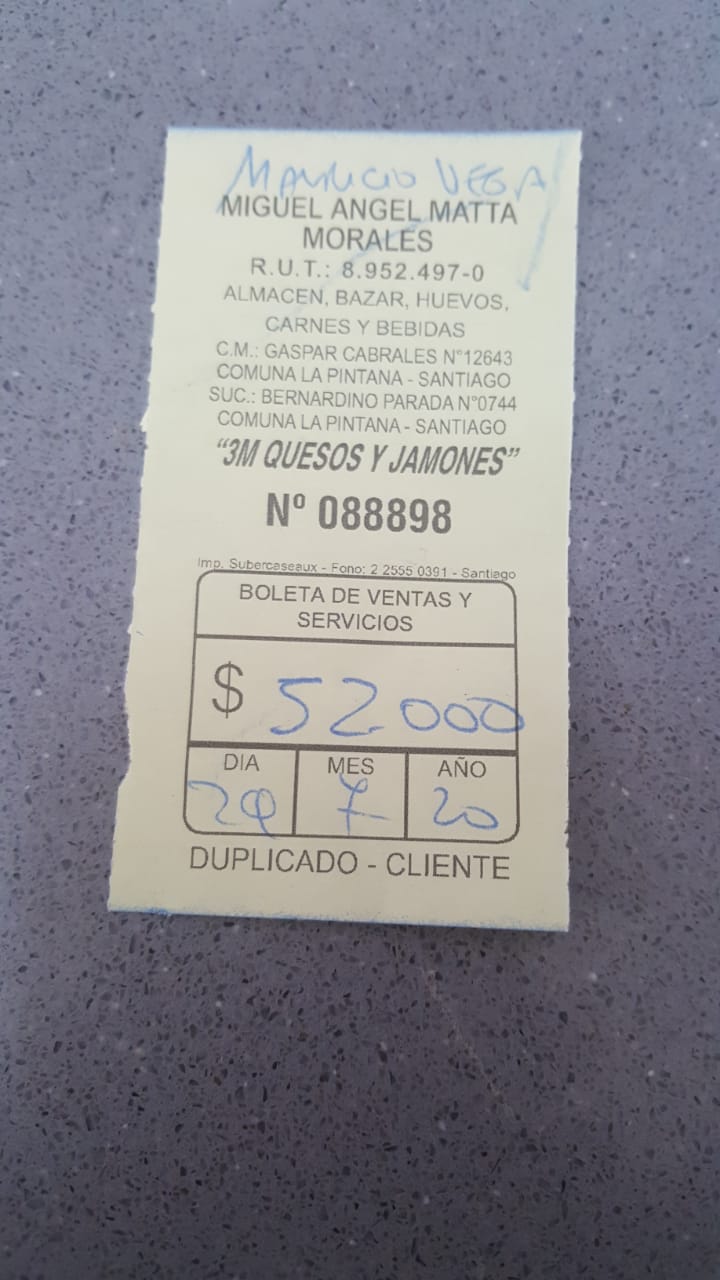 Mauricio VEGA
MIGUEL ANGEL MATTA
MORALES
R.U.T.: 8.952.497-0
ALMACEN, BAZAR, HUEVOS,
CARNES Y BEBIDAS
C.M.: GASPAR CABRALES N°12643
COMUNA LA PINTANA - SANTIAGO
SUC.: BERNARDINO PARADA N°0744
COMUNA LA PINTANA - SANTIAGO
"3M QUESOS Y JAMONES"
Nº 088898
Imp. Subercaseaux - Fono: 2 2555 0391 - Santiago
BOLETA DE VENTAS Y
SERVICIOS
$ 52000
DIA MES AÑO
7 20
DUPLICADO - CLIENTE